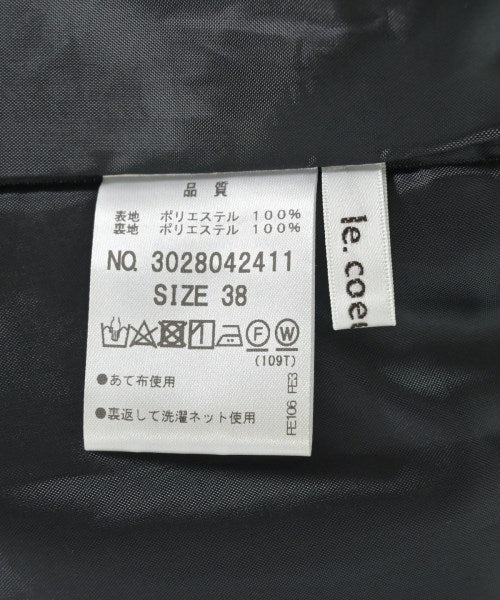 品質
表地 ポリエステル 100%
裏地 ポリエステル 100%
NO. 3028042411
SIZE 38
F W
(109T)
●あて布使用
●裏返して洗濯ネット使用
PE106 PE3
le.coeu